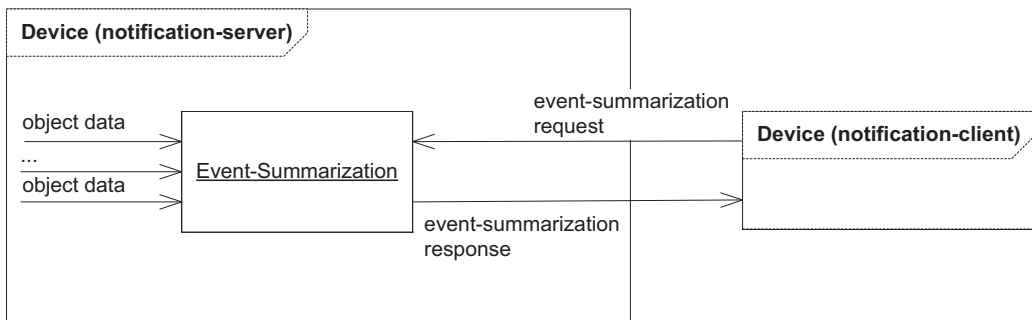 Device (notification-server)
object data
...
object data
Event-Summarization
event-summarization
request
event-summarization
response
Device (notification-client)